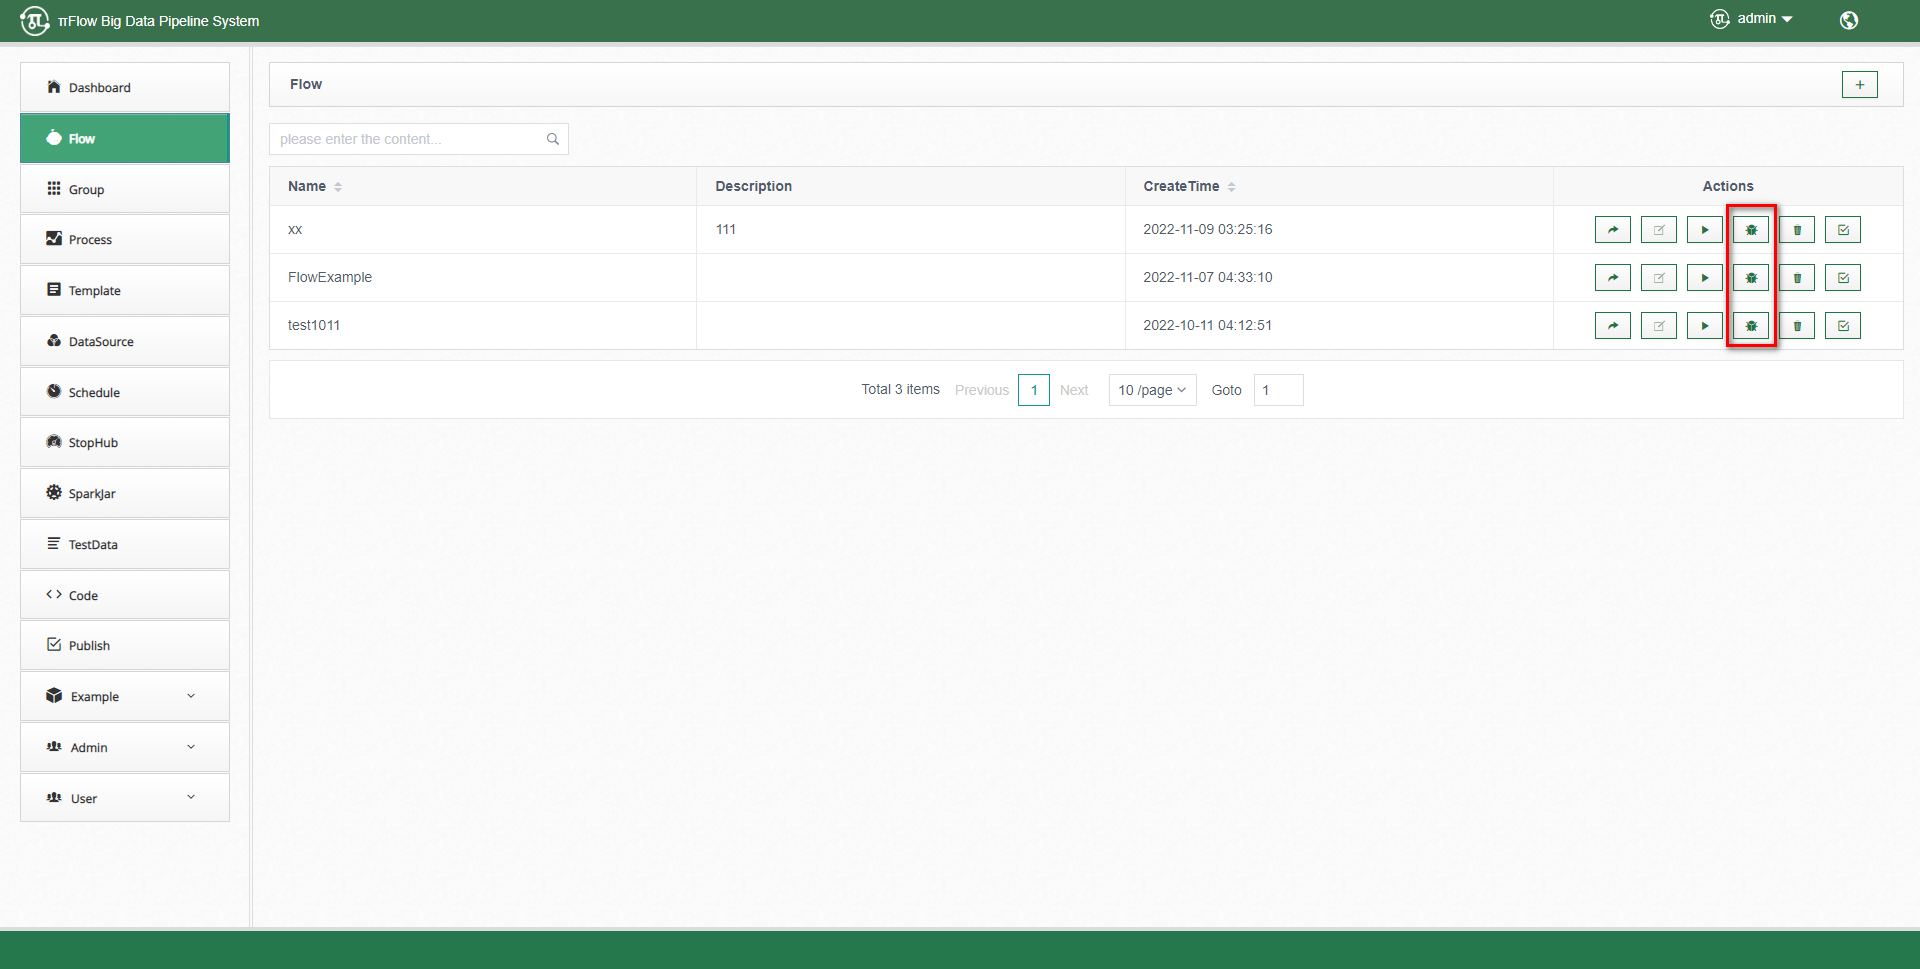 πFlow Big Data Pipeline System
admin
Dashboard
Flow
Group
Process
Template
DataSource
Schedule
StopHub
SparkJar
TestData
Code
Publish
Example
Admin
User
Flow
+
please enter the content...
Name Description CreateTime Actions
xx 111 2022-11-09 03:25:16
FlowExample 2022-11-07 04:33:10
test1011 2022-10-11 04:12:51
Total 3 items Previous 1 Next 10 /page Goto 1